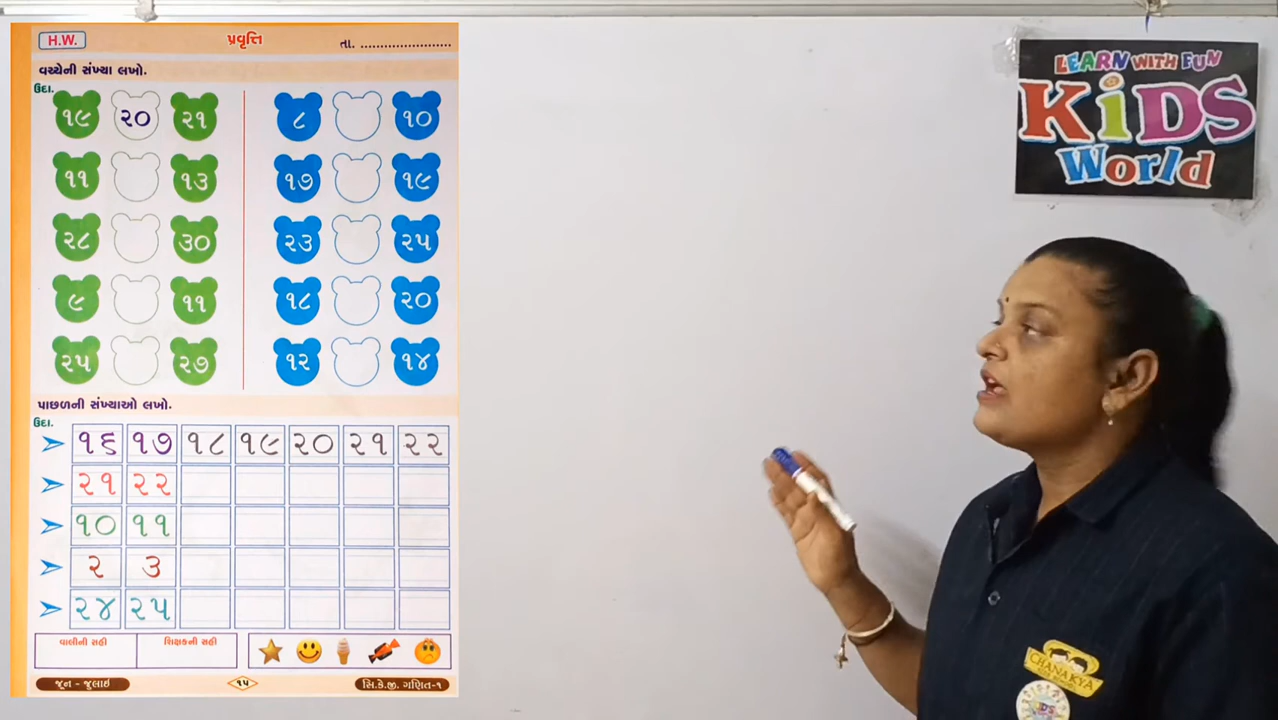 H.W. પ્રવૃત્તિ તા. ........................
વચ્ચેની સંખ્યા લખો.
ઉદા.
૧૯ ૨૦ ૨૧ ૮ ૧૦
૧૧ ૧૩ ૧૭ ૧૯
૨૮ ૩૦ ૨૩ ૨૫
૯ ૧૧ ૧૮ ૨૦
૨૫ ૨૭ ૧૨ ૧૪
પાછળની સંખ્યાઓ લખો.
ઉદા.
૧૬ ૧૭ ૧૮ ૧૯ ૨૦ ૨૧ ૨૨
૨૧ ૨૨
૧૦ ૧૧
૨ ૩
૨૪ ૨૫
વાલીની સહી શિક્ષકની સહી
જૂન - જુલાઇ ૧૫ સિ.કે.જી. ગણિત-૧
LEARN WITH FUN
KiDS
World
CHANAKYA